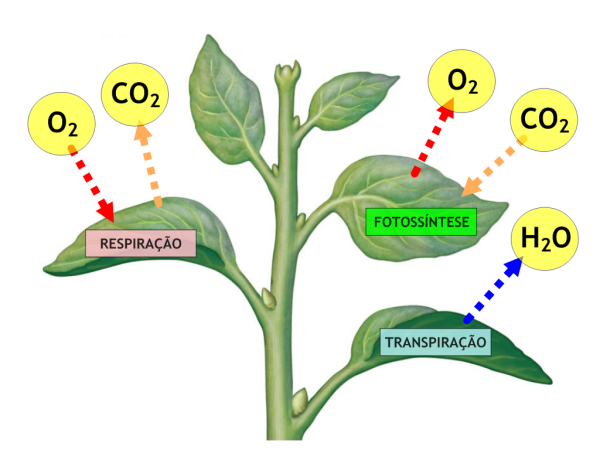 O₂
CO₂
RESPIRAÇÃO
O₂
CO₂
FOTOSSÍNTESE
H₂O
TRANSPIRAÇÃO